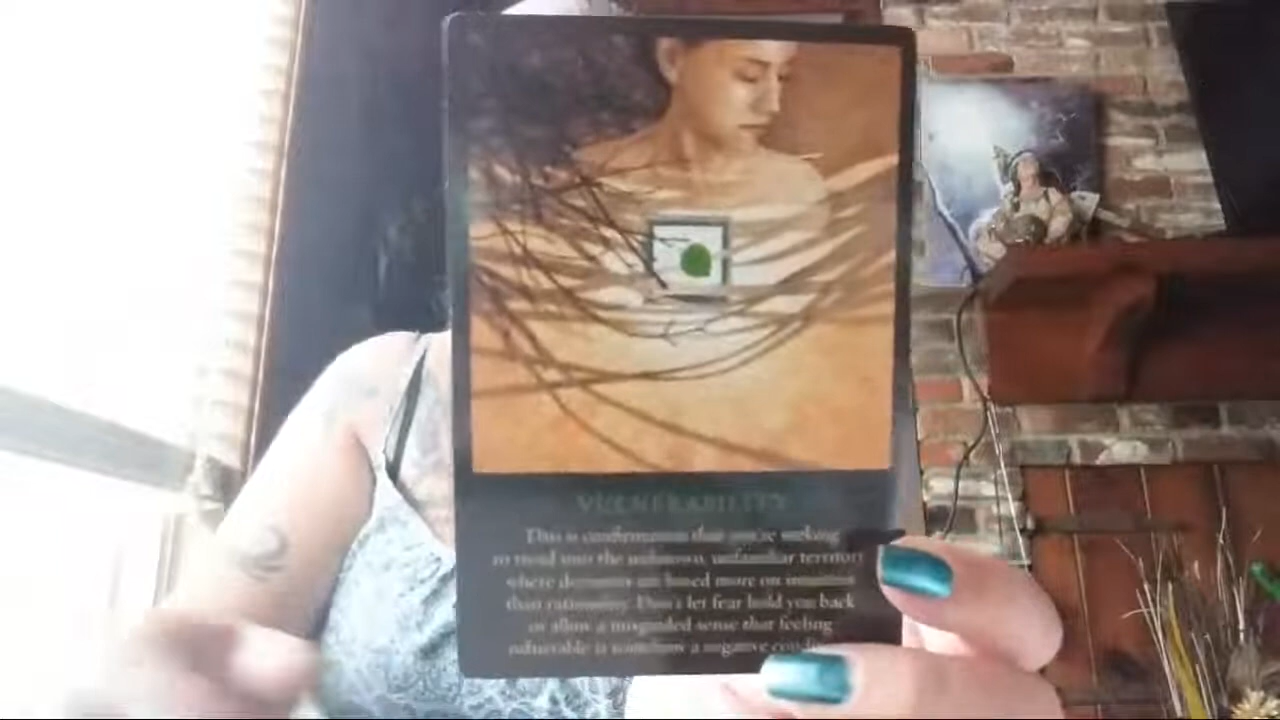 VULNERABILITY
This is confirmation that you're seeking
to tread into the unknown, unfamiliar territory
where decisions are based more on intuition
than rationality. Don't let fear hold you back
or allow a misguided sense that feeling
vulnerable is somehow a negative